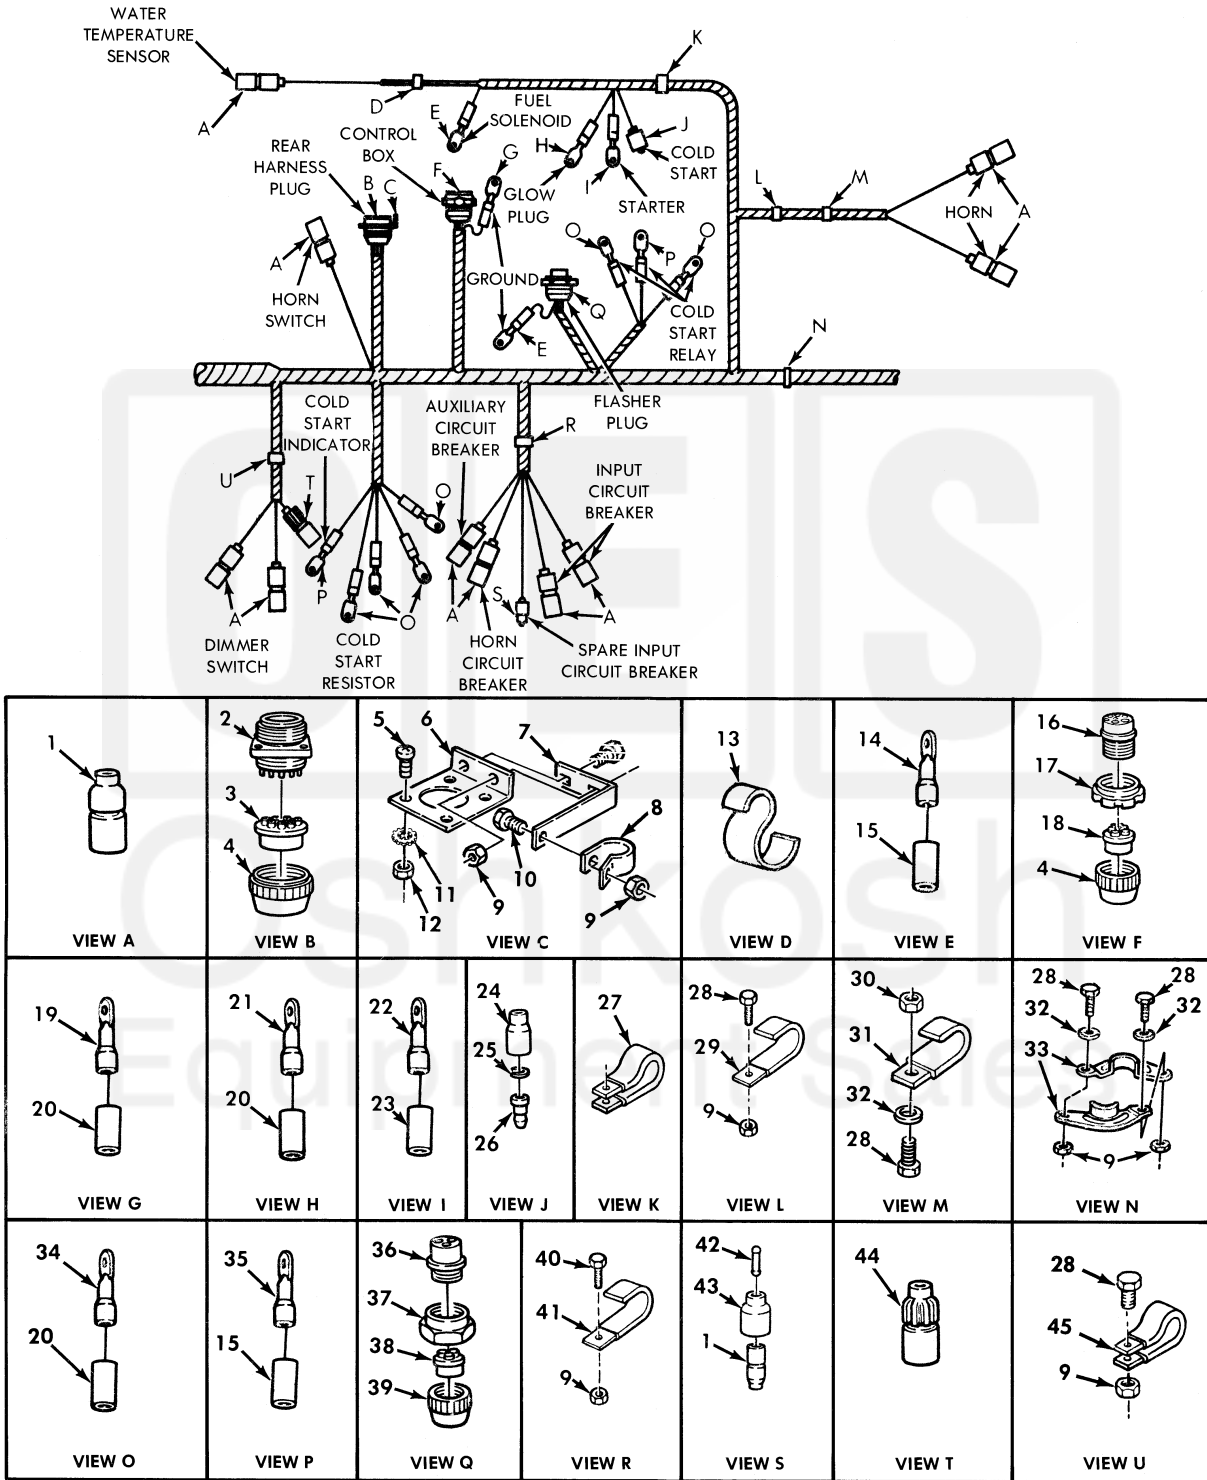 WATER
TEMPERATURE
SENSOR
A
D
K
E
FUEL
SOLENOID
CONTROL
BOX
H
J
COLD
START
REAR
HARNESS
PLUG
B
C
F
G
GLOW
PLUG
I
STARTER
L
M
HORN
A
A
HORN
SWITCH
GROUND
O
P
O
Q
E
COLD
START
RELAY
N
COLD
START
INDICATOR
AUXILIARY
CIRCUIT
BREAKER
FLASHER
PLUG
R
U
T
O
INPUT
CIRCUIT
BREAKER
P
A
DIMMER
SWITCH
O
COLD
START
RESISTOR
A
S
A
HORN
CIRCUIT
BREAKER
SPARE INPUT
CIRCUIT BREAKER
OES
Oshkosh
Equipment Sales
1
VIEW A
2
3
4
VIEW B
5
6
7
8
9
10
11
12
9
VIEW C
13
VIEW D
14
15
VIEW E
16
17
18
4
VIEW F
19
20
VIEW G
21
20
VIEW H
22
23
VIEW I
24
25
26
VIEW J
27
VIEW K
28
29
9
VIEW L
30
31
32
28
VIEW M
28
28
32
32
33
9
VIEW N
34
20
VIEW O
35
15
VIEW P
36
37
38
39
VIEW Q
40
41
9
VIEW R
42
43
1
VIEW S
44
VIEW T
28
45
9
VIEW U